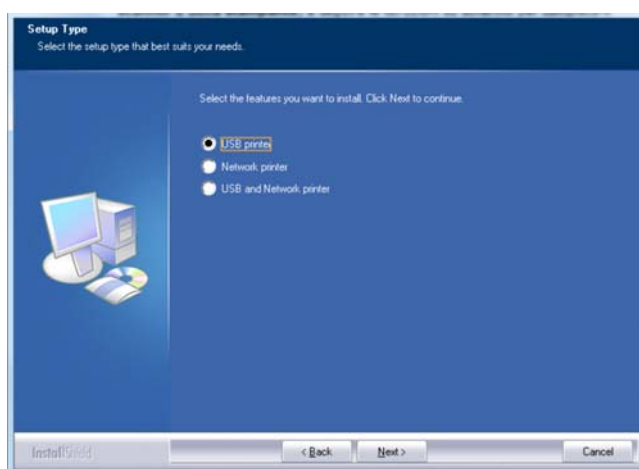 Setup Type
Select the setup type that best suits your needs.
Select the features you want to install. Click Next to continue.
USB printer
Network printer
USB and Network printer
InstallShield
< Back
Next >
Cancel